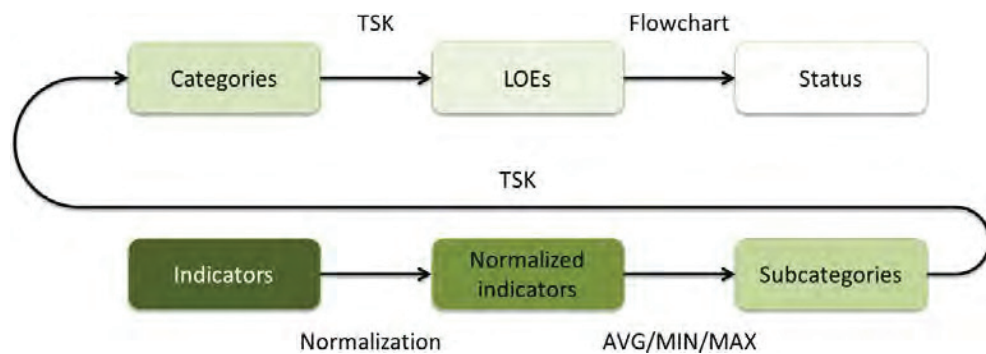 TSK
Flowchart
Categories
LOEs
Status
TSK
Indicators
Normalized
indicators
Subcategories
Normalization
AVG/MIN/MAX